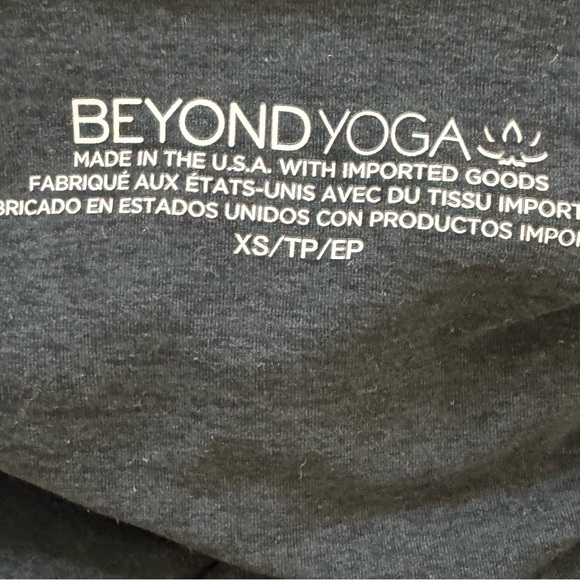 BEYOND YOGA
MADE IN THE U.S.A. WITH IMPORTED GOODS
FABRIQUÉ AUX ÉTATS-UNIS AVEC DU TISSU IMPORT
BRICADO EN ESTADOS UNIDOS CON PRODUCTOS IMPOR
XS/TP/EP